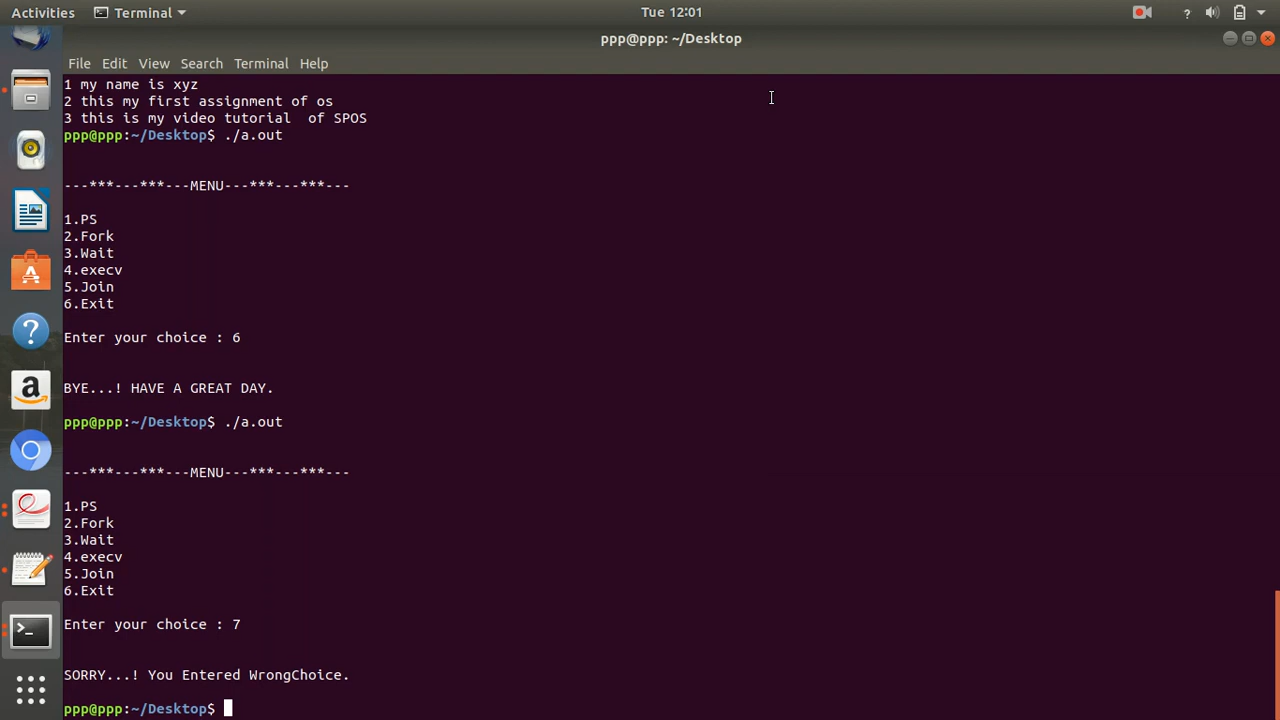 Activities Terminal Tue 12:01
ppp@ppp: ~/Desktop
File Edit View Search Terminal Help
1 my name is xyz
2 this my first assignment of os
3 this is my video tutorial  of SPOS
ppp@ppp:~/Desktop$ ./a.out
---***---***---MENU---***---***---
1.PS
2.Fork
3.Wait
4.execv
5.Join
6.Exit
Enter your choice : 6
BYE...! HAVE A GREAT DAY.
ppp@ppp:~/Desktop$ ./a.out
---***---***---MENU---***---***---
1.PS
2.Fork
3.Wait
4.execv
5.Join
6.Exit
Enter your choice : 7
SORRY...! You Entered WrongChoice.
ppp@ppp:~/Desktop$